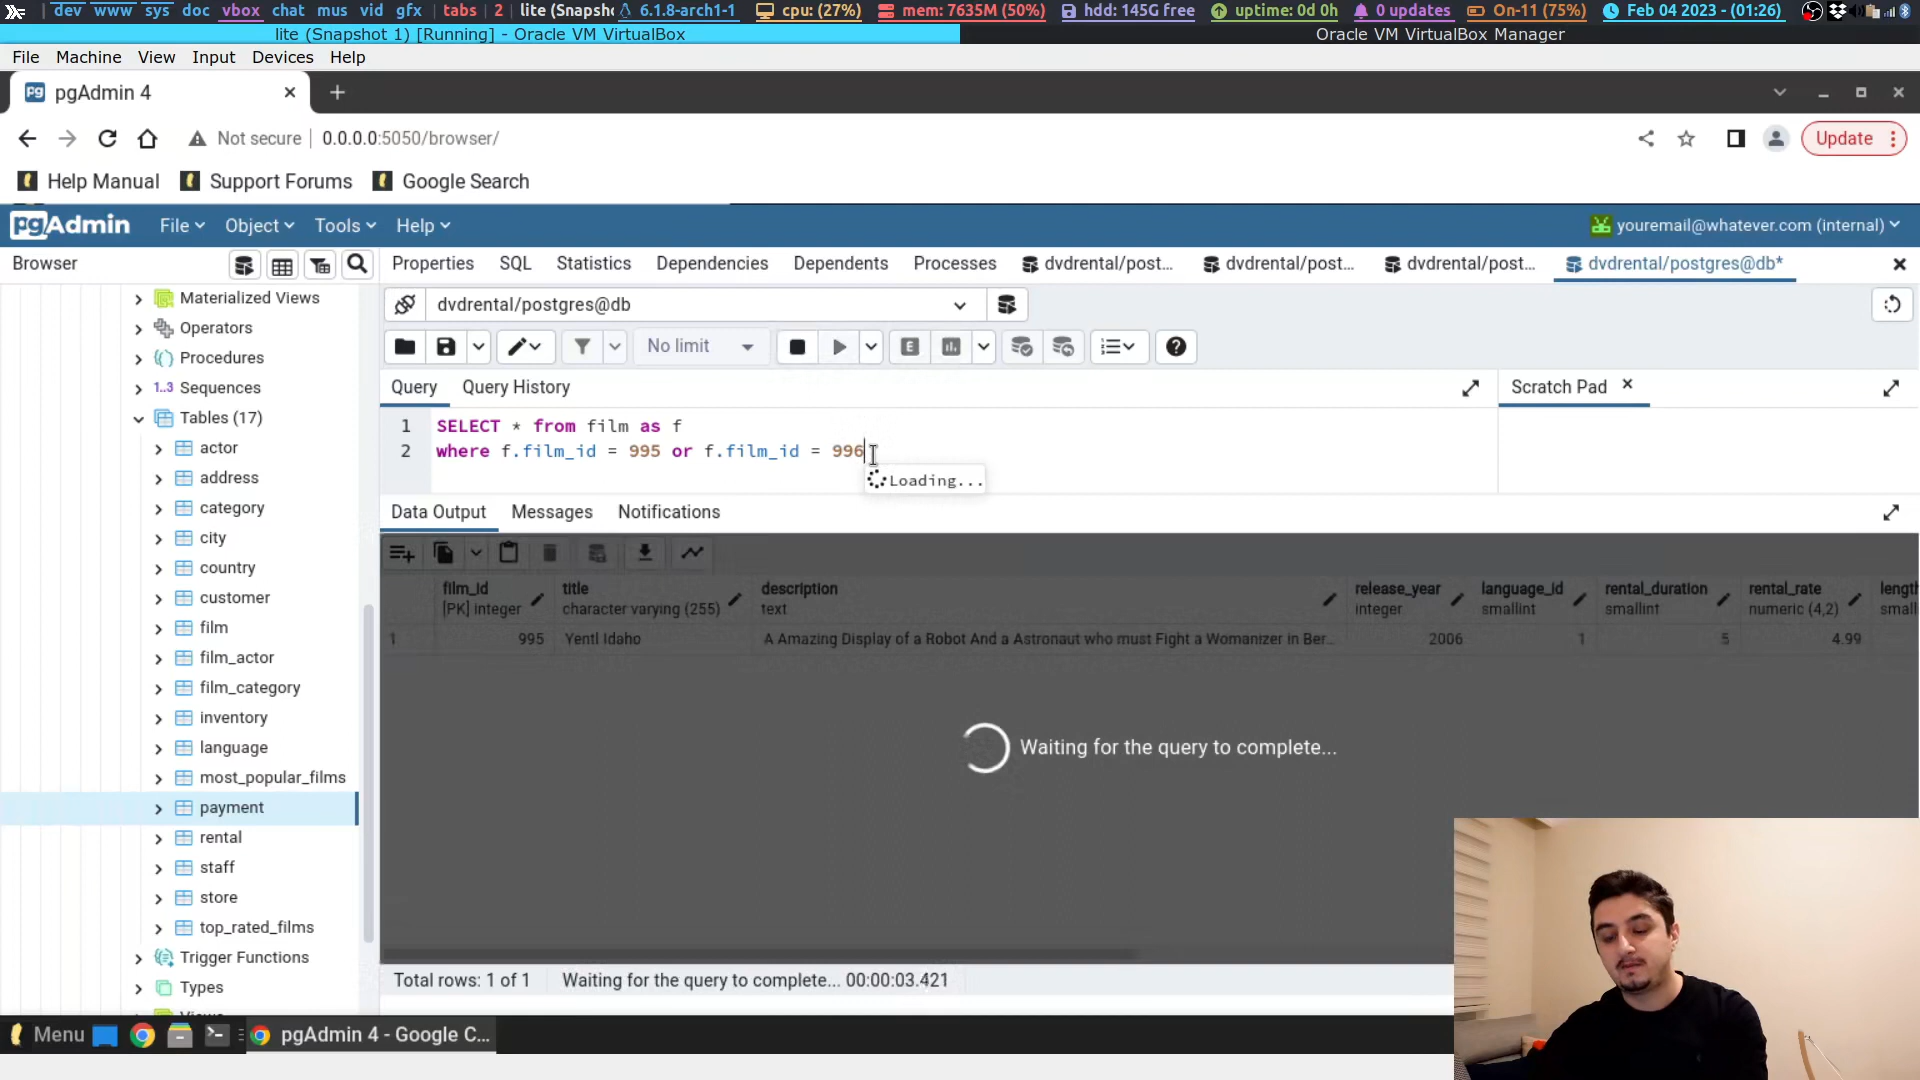 dev www sys doc vbox chat mus vid gfx tabs 2 lite (Snapshc 6.1.8-arch1-1 cpu: (27%) mem: 7635M (50%) hdd: 145G free uptime: 0d 0h 0 updates On-11 (75%) Feb 04 2023 - (01:26)
lite (Snapshot 1) [Running] - Oracle VM VirtualBox Oracle VM VirtualBox Manager
File Machine View Input Devices Help
pgAdmin 4
Not secure 0.0.0.0:5050/browser/ Update
Help Manual Support Forums Google Search
pgAdmin File Object Tools Help youremail@whatever.com (internal)
Browser Properties SQL Statistics Dependencies Dependents Processes dvdrental/post... dvdrental/post... dvdrental/post... dvdrental/postgres@db*
dvdrental/postgres@db
No limit
Query Query History Scratch Pad
1 SELECT * from film as f
2 where f.film_id = 995 or f.film_id = 996
Loading...
Data Output Messages Notifications
film_id title description release_year language_id rental_duration rental_rate length
[PK] integer character varying (255) text integer smallint smallint numeric (4,2) small
1 995 Yentl Idaho A Amazing Display of a Robot And a Astronaut who must Fight a Womanizer in Ber... 2006 1 5 4.99
Waiting for the query to complete...
Total rows: 1 of 1 Waiting for the query to complete... 00:00:03.421
Materialized Views
Operators
Procedures
1..3 Sequences
Tables (17)
actor
address
category
city
country
customer
film
film_actor
film_category
inventory
language
most_popular_films
payment
rental
staff
store
top_rated_films
Trigger Functions
Types
Menu pgAdmin 4 - Google C...